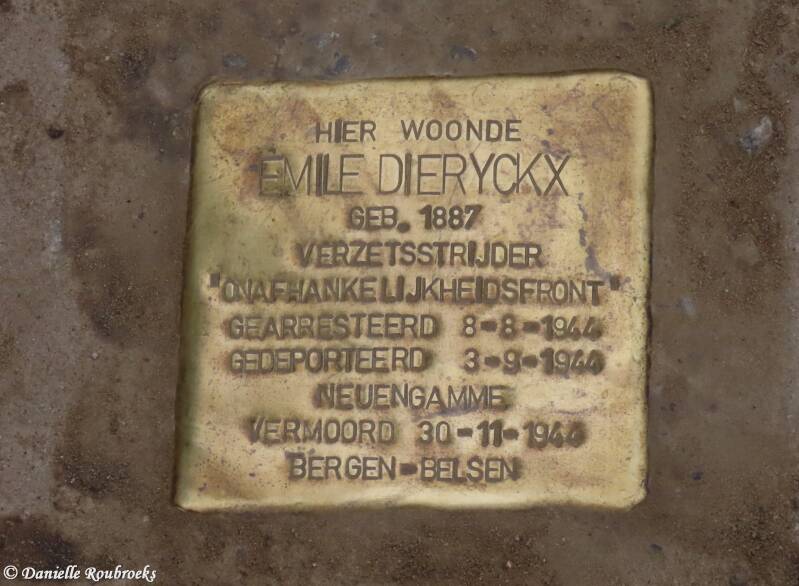 HIER WOONDE
EMILE DIERYCKX
GEB. 1887
VERZETSSTRIJDER
"ONAFHANKELIJKHEIDSFRONT"
GEARRESTEERD 8-8-1944
GEDEPORTEERD 3-9-1944
NEUENGAMME
VERMOORD 30-11-1944
BERGEN-BELSEN
© Danielle Roubroeks